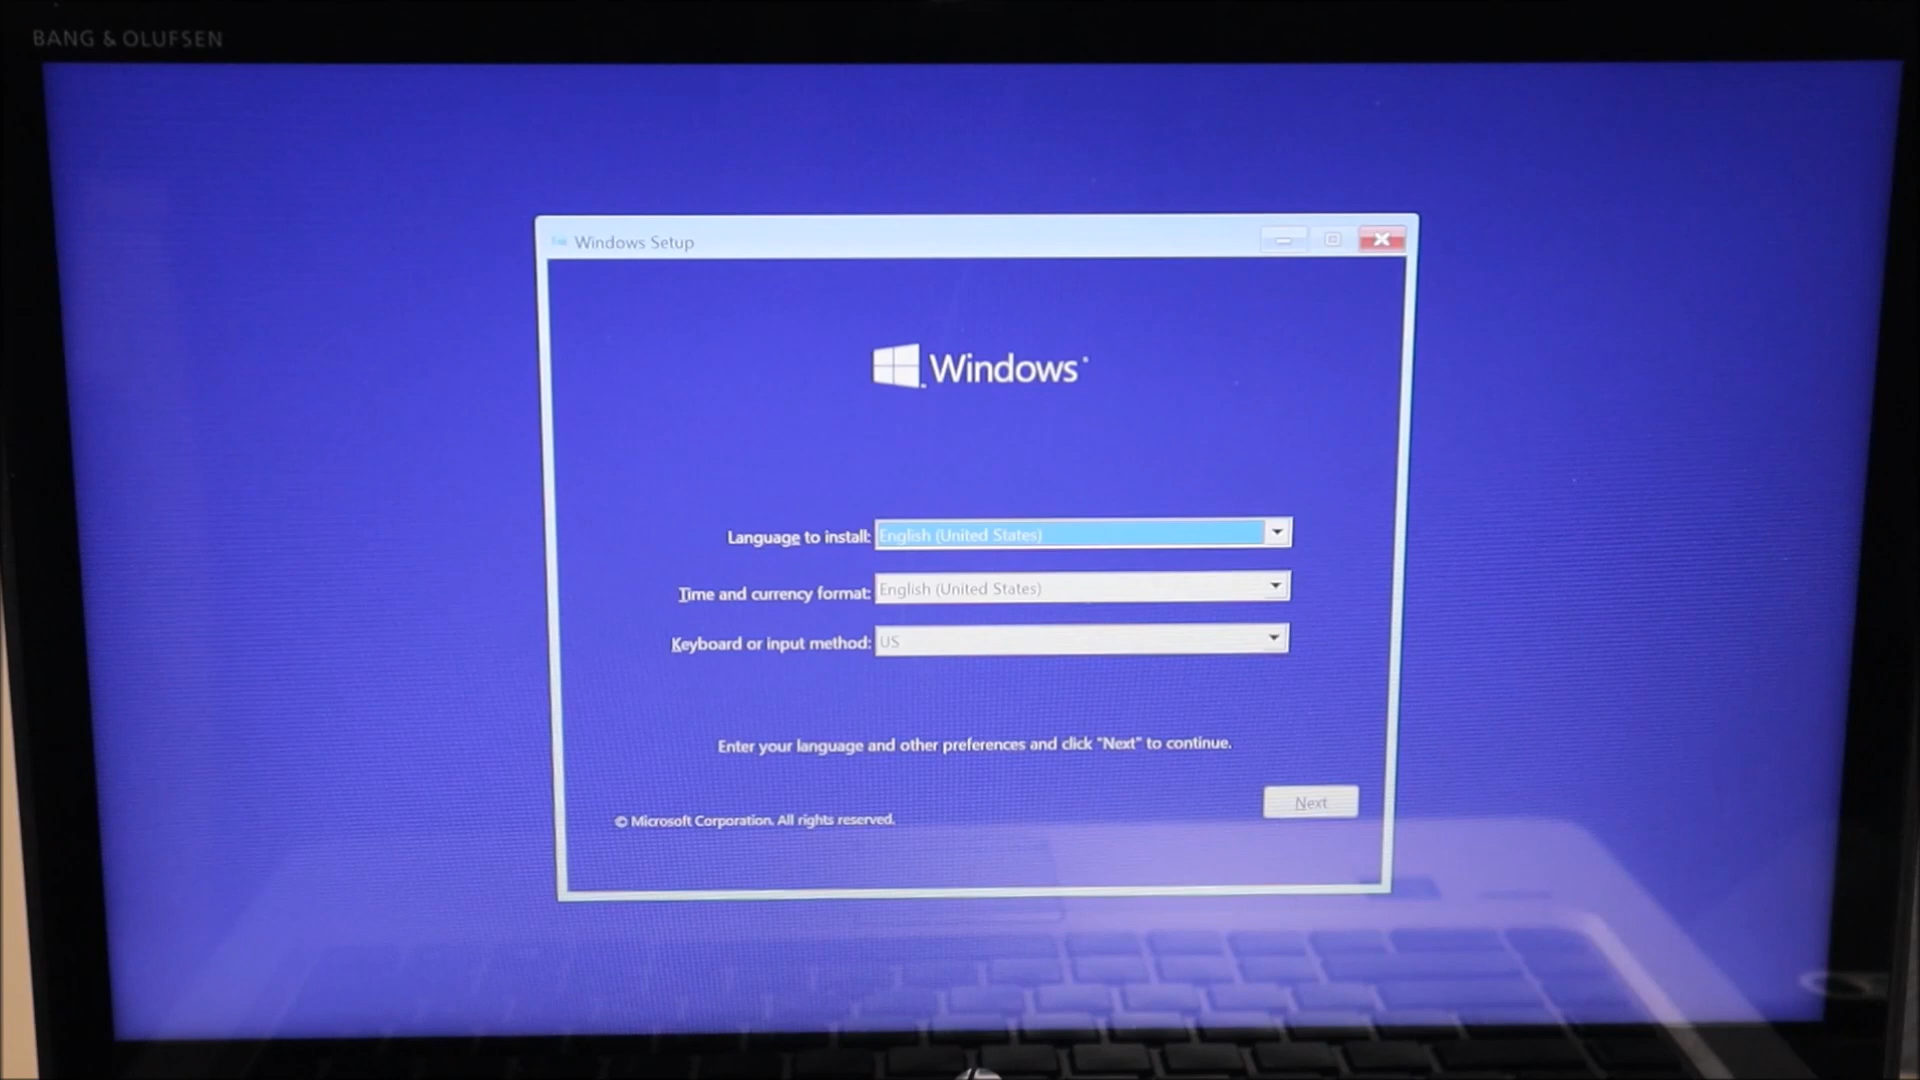 BANG & OLUFSEN
Windows Setup
Windows
Language to install: English (United States)
Time and currency format: English (United States)
Keyboard or input method: US
Enter your language and other preferences and click "Next" to continue.
Next
© Microsoft Corporation. All rights reserved.